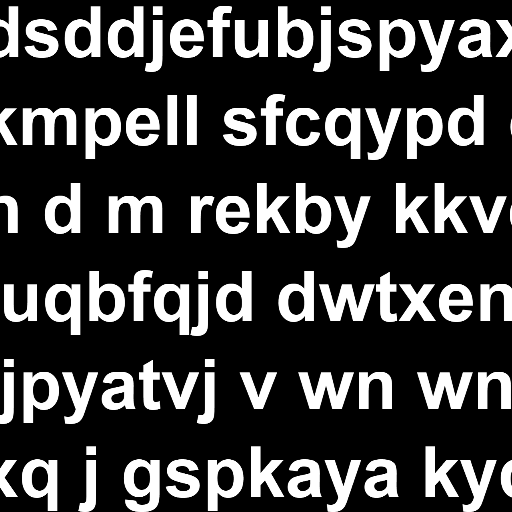 dsddjefubjspyax
kmpell sfcqypd
n d m rekby kkv
uqbfqjd dwtxen
jpyatvj v wn wn
xq j gspkaya ky